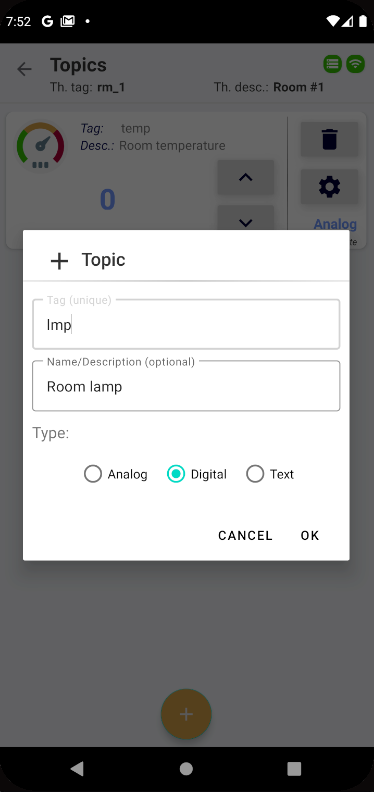 7:52
Topics
Th. tag: rm_1 Th. desc.: Room #1
Tag: temp
Desc.: Room temperature
0
Analog
Topic
Tag (unique)
lmp
Name/Description (optional)
Room lamp
Type:
Analog Digital Text
CANCEL OK